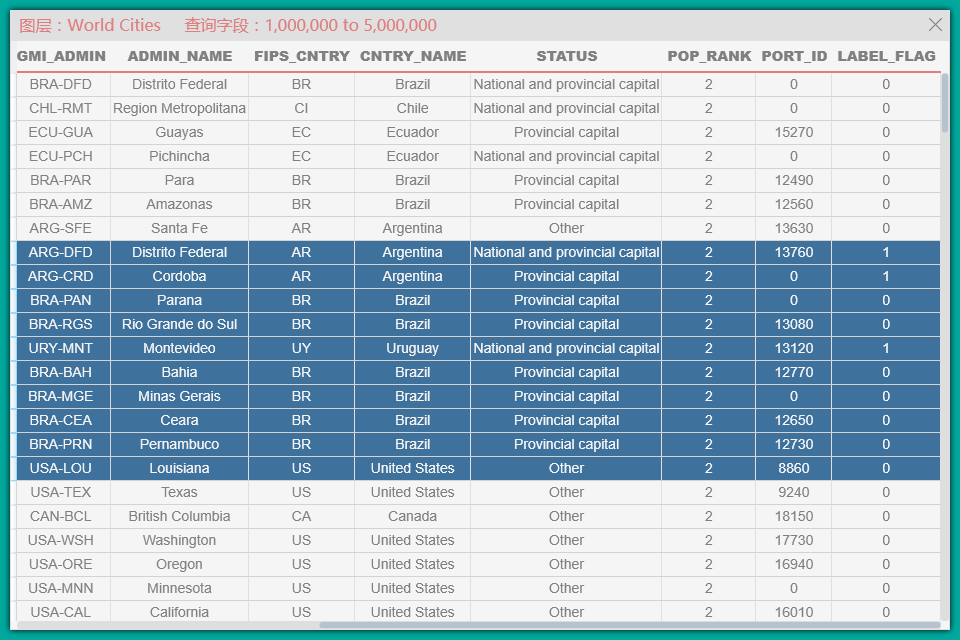 图层：World Cities 查询字段：1,000,000 to 5,000,000
GMI_ADMIN ADMIN_NAME FIPS_CNTRY CNTRY_NAME STATUS POP_RANK PORT_ID LABEL_FLAG
BRA-DFD Distrito Federal BR Brazil National and provincial capital 2 0 0
CHL-RMT Region Metropolitana CI Chile National and provincial capital 2 0 0
ECU-GUA Guayas EC Ecuador Provincial capital 2 15270 0
ECU-PCH Pichincha EC Ecuador National and provincial capital 2 0 0
BRA-PAR Para BR Brazil Provincial capital 2 12490 0
BRA-AMZ Amazonas BR Brazil Provincial capital 2 12560 0
ARG-SFE Santa Fe AR Argentina Other 2 13630 0
ARG-DFD Distrito Federal AR Argentina National and provincial capital 2 13760 1
ARG-CRD Cordoba AR Argentina Provincial capital 2 0 1
BRA-PAN Parana BR Brazil Provincial capital 2 0 0
BRA-RGS Rio Grande do Sul BR Brazil Provincial capital 2 13080 0
URY-MNT Montevideo UY Uruguay National and provincial capital 2 13120 1
BRA-BAH Bahia BR Brazil Provincial capital 2 12770 0
BRA-MGE Minas Gerais BR Brazil Provincial capital 2 0 0
BRA-CEA Ceara BR Brazil Provincial capital 2 12650 0
BRA-PRN Pernambuco BR Brazil Provincial capital 2 12730 0
USA-LOU Louisiana US United States Other 2 8860 0
USA-TEX Texas US United States Other 2 9240 0
CAN-BCL British Columbia CA Canada Other 2 18150 0
USA-WSH Washington US United States Other 2 17730 0
USA-ORE Oregon US United States Other 2 16940 0
USA-MNN Minnesota US United States Other 2 0 0
USA-CAL California US United States Other 2 16010 0